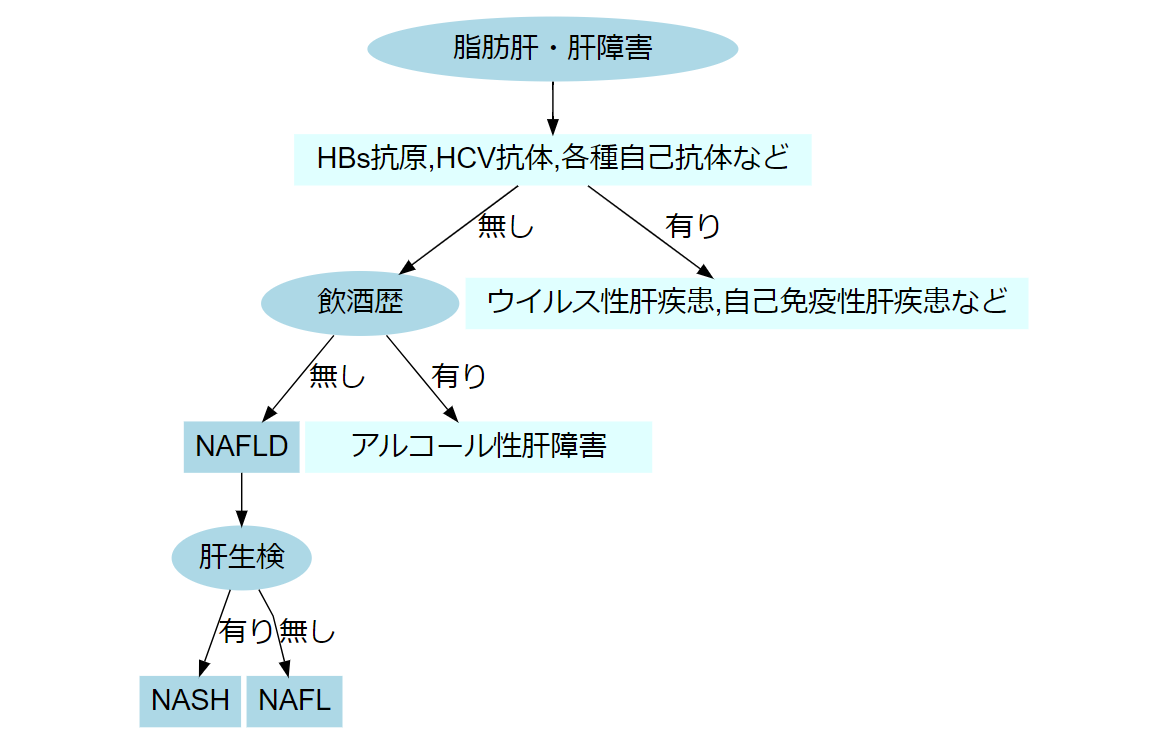 脂肪肝・肝障害
HBs抗原,HCV抗体,各種自己抗体など
無し
有り
飲酒歴
ウイルス性肝疾患,自己免疫性肝疾患など
無し
有り
NAFLD
アルコール性肝障害
肝生検
有り
無し
NASH
NAFL